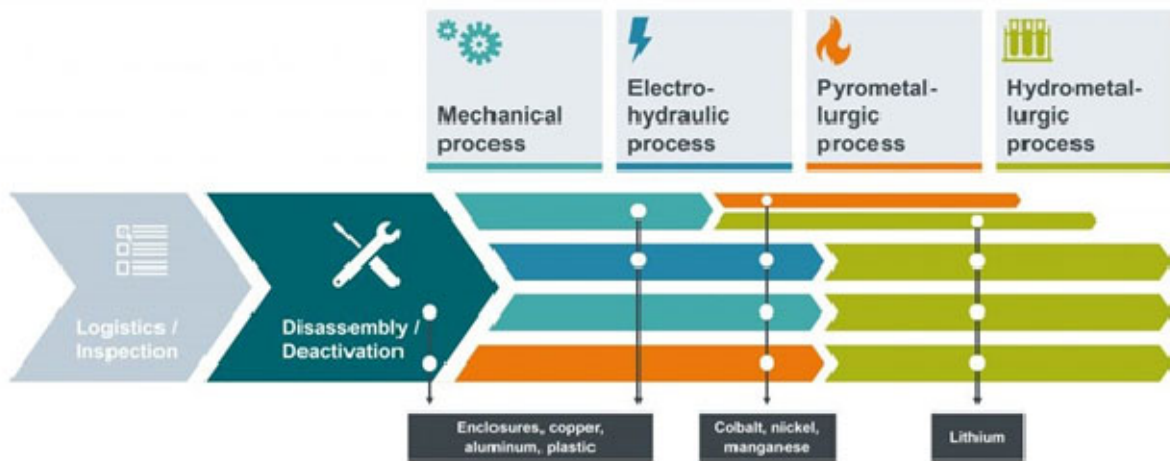 Mechanical
process
Electro-
hydraulic
process
Pyrometal-
lurgic
process
Hydrometal-
lurgic
process
Logistics /
Inspection
Disassembly /
Deactivation
Enclosures, copper,
aluminum, plastic
Colbalt, nickel,
manganese
Lithium